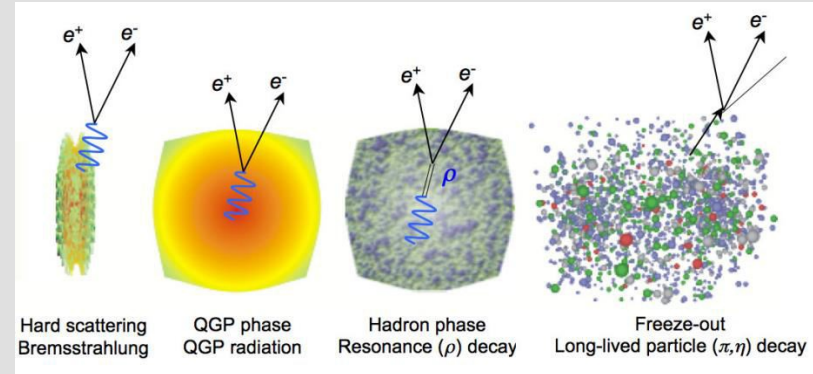 e⁺ e⁻
e⁺ e⁻
e⁺ e⁻
ρ
e⁺ e⁻
Hard scattering
Bremsstrahlung
QGP phase
QGP radiation
Hadron phase
Resonance (ρ) decay
Freeze-out
Long-lived particle (π,η) decay